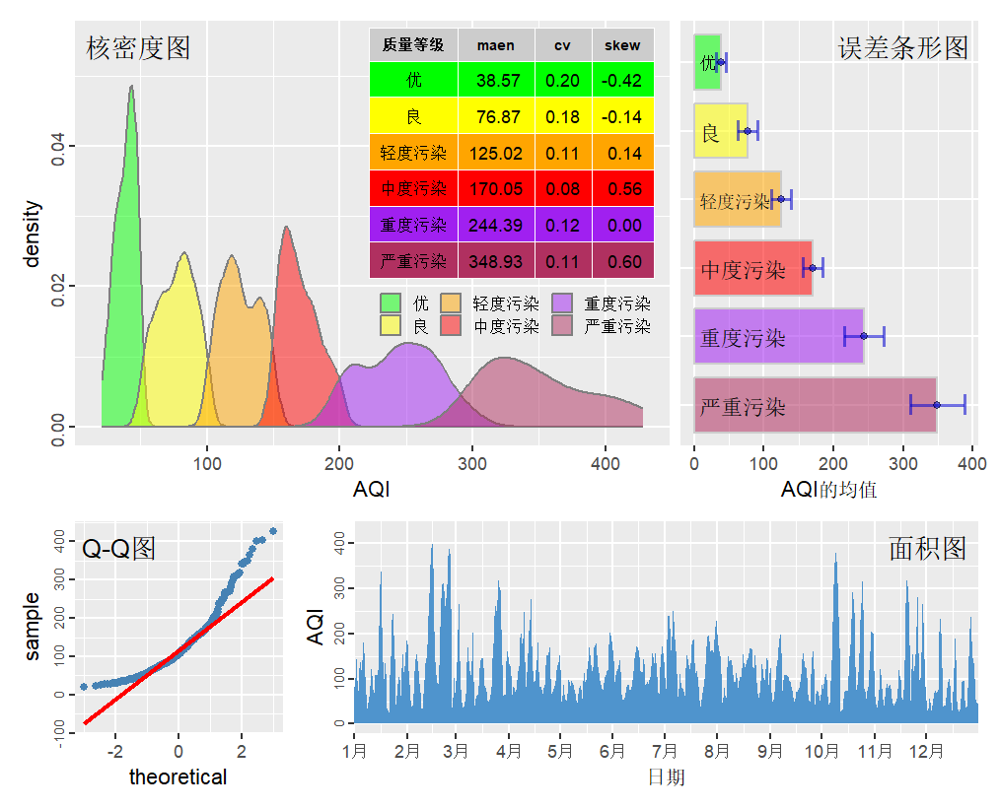 核密度图
质量等级 maen cv skew
优 38.57 0.20 -0.42
良 76.87 0.18 -0.14
轻度污染 125.02 0.11 0.14
中度污染 170.05 0.08 0.56
重度污染 244.39 0.12 0.00
严重污染 348.93 0.11 0.60
优 轻度污染 重度污染
良 中度污染 严重污染
density
0.04
0.02
0.00
100 200 300 400
AQI
误差条形图
优
良
轻度污染
中度污染
重度污染
严重污染
0 100 200 300 400
AQI的均值
Q-Q图
sample
400
300
200
100
0
-100
-2 0 2
theoretical
面积图
AQI
400
300
200
100
0
1月 2月 3月 4月 5月 6月 7月 8月 9月 10月 11月 12月
日期